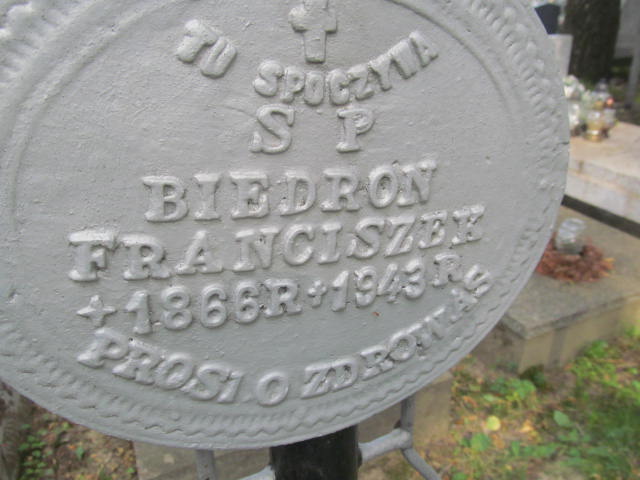 TU SPOCZYWA
S P
BIEDROŃ
FRANCISZEK
+1866R+1943R
PROSI O ZDROWAŚ